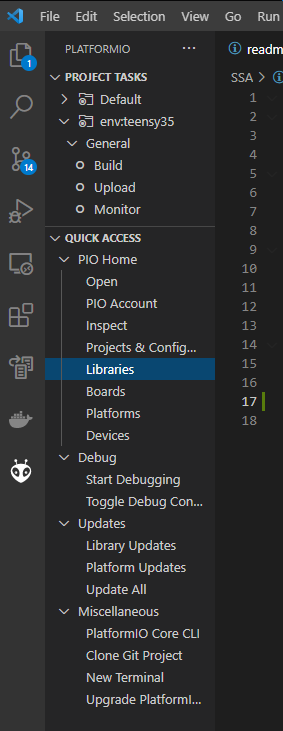 File Edit Selection View Go Run
PLATFORMIO ...
readme
PROJECT TASKS
SSA
Default
env:teensy35
General
Build
Upload
Monitor
QUICK ACCESS
PIO Home
Open
PIO Account
Inspect
Projects & Config...
Libraries
Boards
Platforms
Devices
Debug
Start Debugging
Toggle Debug Con...
Updates
Library Updates
Platform Updates
Update All
Miscellaneous
PlatformIO Core CLI
Clone Git Project
New Terminal
Upgrade PlatformI...
1
14
1
2
3
4
5
6
7
8
9
10
11
12
13
14
15
16
17
18